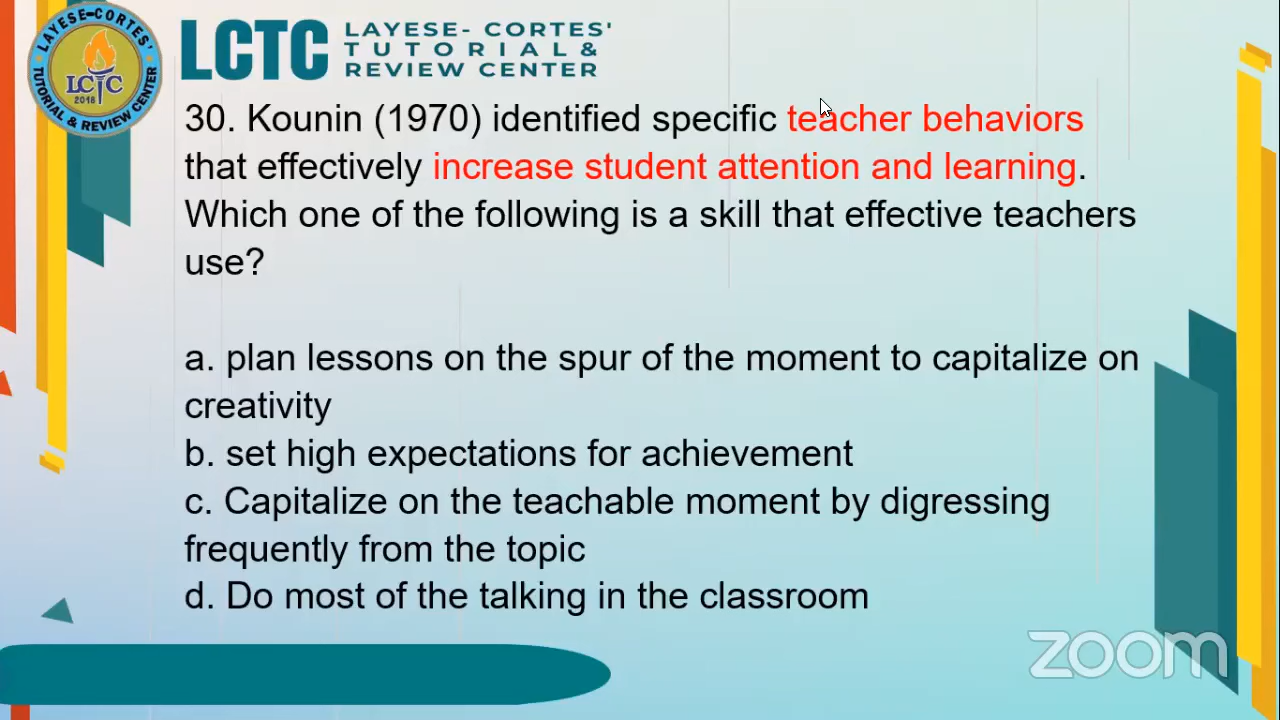 LAYESE-CORTES'
LCTC
2018
TUTORIAL & REVIEW CENTER
LCTC
LAYESE- CORTES'
TUTORIAL &
REVIEW CENTER
30. Kounin (1970) identified specific teacher behaviors
that effectively increase student attention and learning.
Which one of the following is a skill that effective teachers
use?
a. plan lessons on the spur of the moment to capitalize on
creativity
b. set high expectations for achievement
c. Capitalize on the teachable moment by digressing
frequently from the topic
d. Do most of the talking in the classroom
zoom